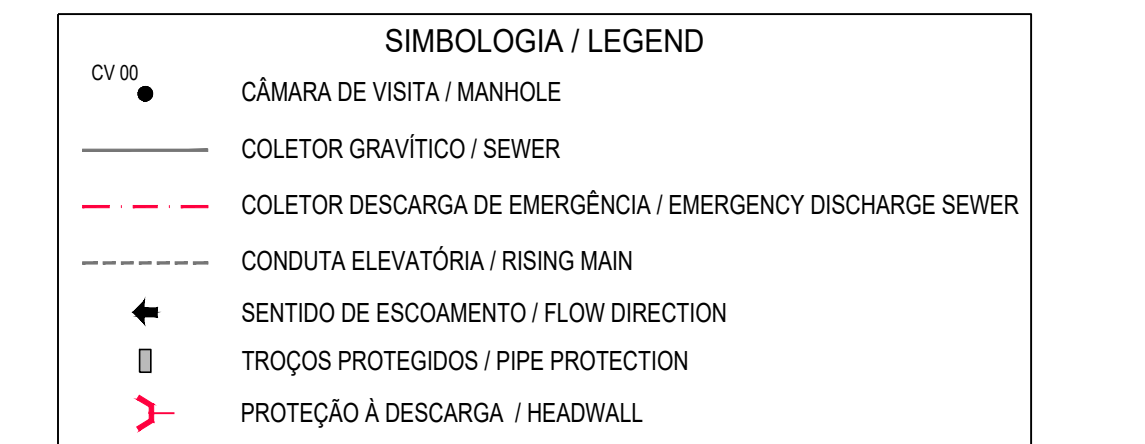 SIMBOLOGIA / LEGEND
CV 00
CÂMARA DE VISITA / MANHOLE
COLETOR GRAVÍTICO / SEWER
COLETOR DESCARGA DE EMERGÊNCIA / EMERGENCY DISCHARGE SEWER
CONDUTA ELEVATÓRIA / RISING MAIN
SENTIDO DE ESCOAMENTO / FLOW DIRECTION
TROÇOS PROTEGIDOS / PIPE PROTECTION
PROTEÇÃO À DESCARGA / HEADWALL